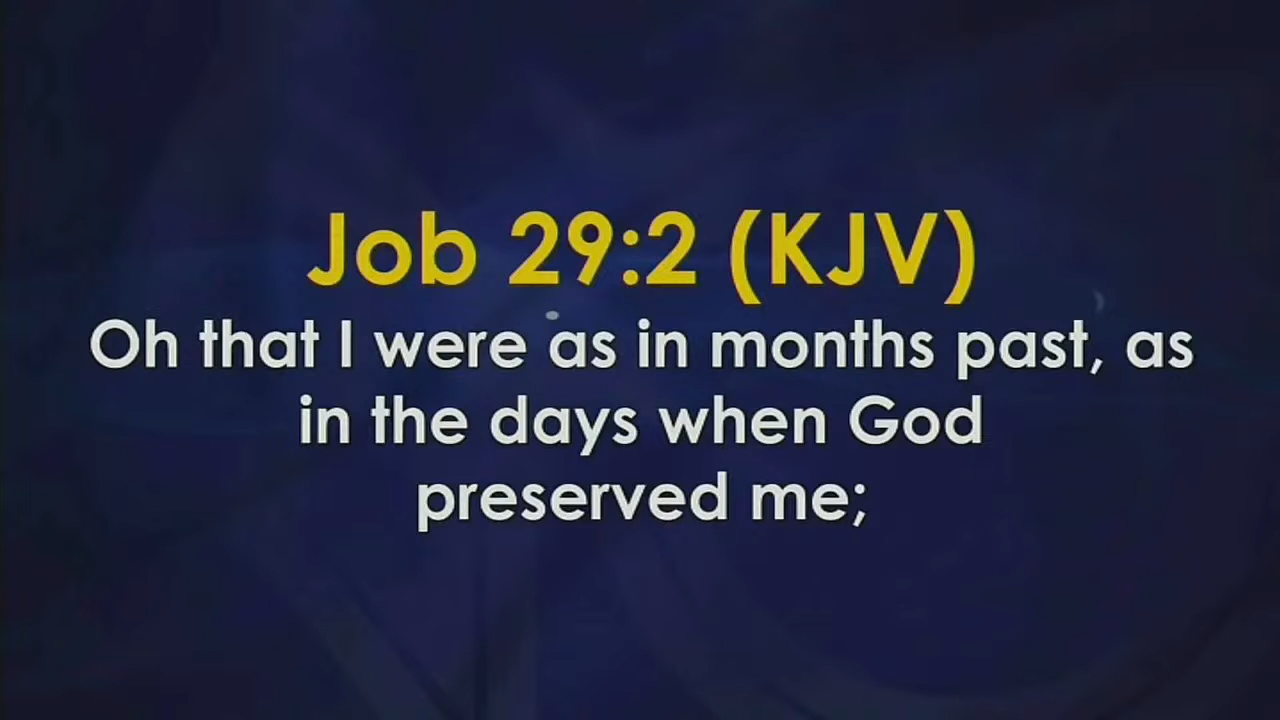 Job 29:2 (KJV)
Oh that I were as in months past, as
in the days when God
preserved me;